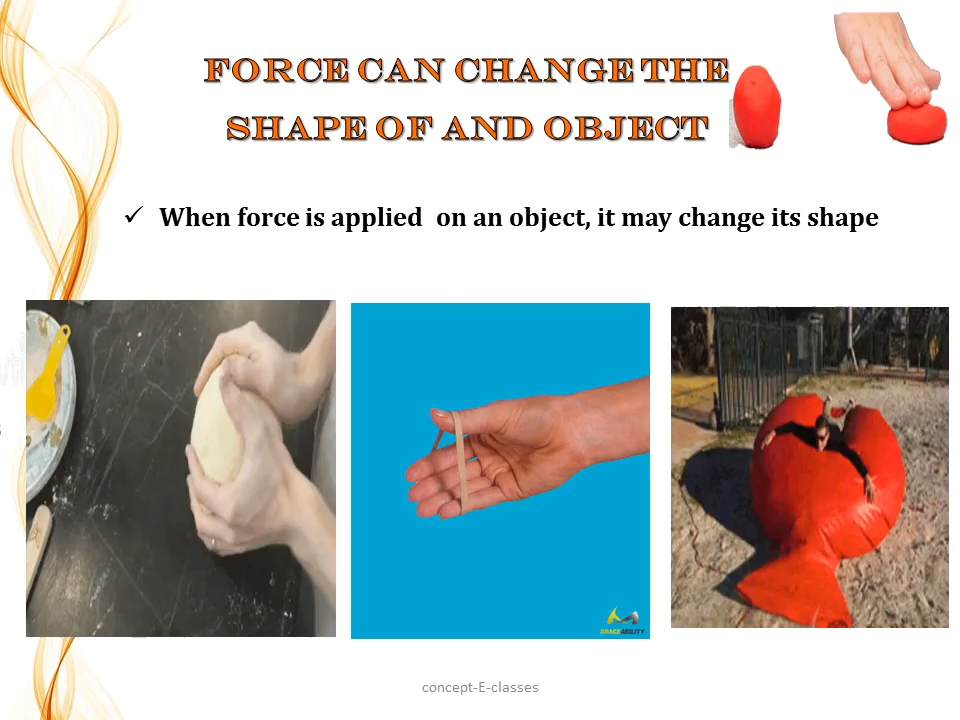 FORCE CAN CHANGE THE
SHAPE OF AND OBJECT
✓ When force is applied on an object, it may change its shape
BRACEABILITY
concept-E-classes